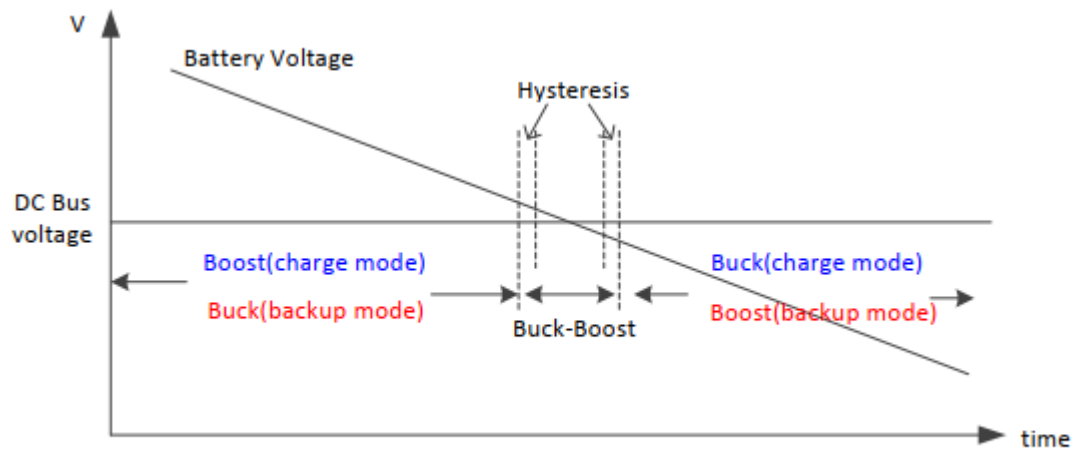 V
Battery Voltage
Hysteresis
DC Bus
voltage
Boost(charge mode)
Buck(charge mode)
Buck(backup mode)
Boost(backup mode)
Buck-Boost
time